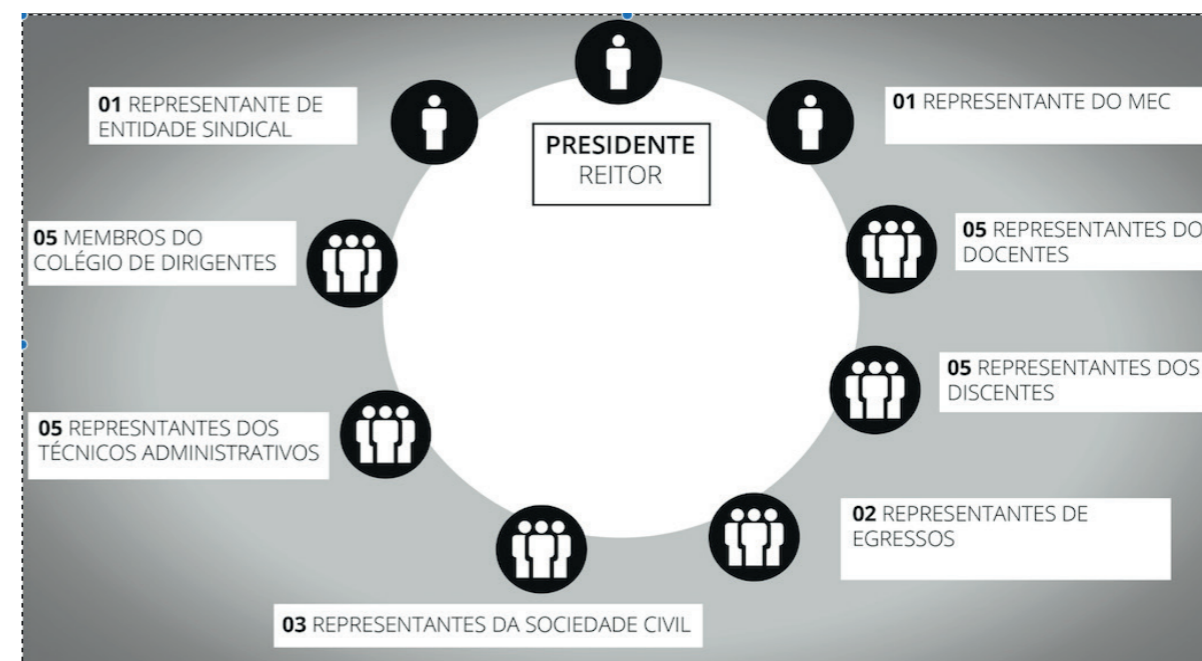 PRESIDENTE
REITOR
01 REPRESENTANTE DO MEC
05 REPRESENTANTES DO
DOCENTES
05 REPRESENTANTES DOS
DISCENTES
02 REPRESENTANTES DE
EGRESSOS
03 REPRESENTANTES DA SOCIEDADE CIVIL
05 REPRESNTANTES DOS
TÉCNICOS ADMINISTRATIVOS
05 MEMBROS DO
COLÉGIO DE DIRIGENTES
01 REPRESENTANTE DE
ENTIDADE SINDICAL